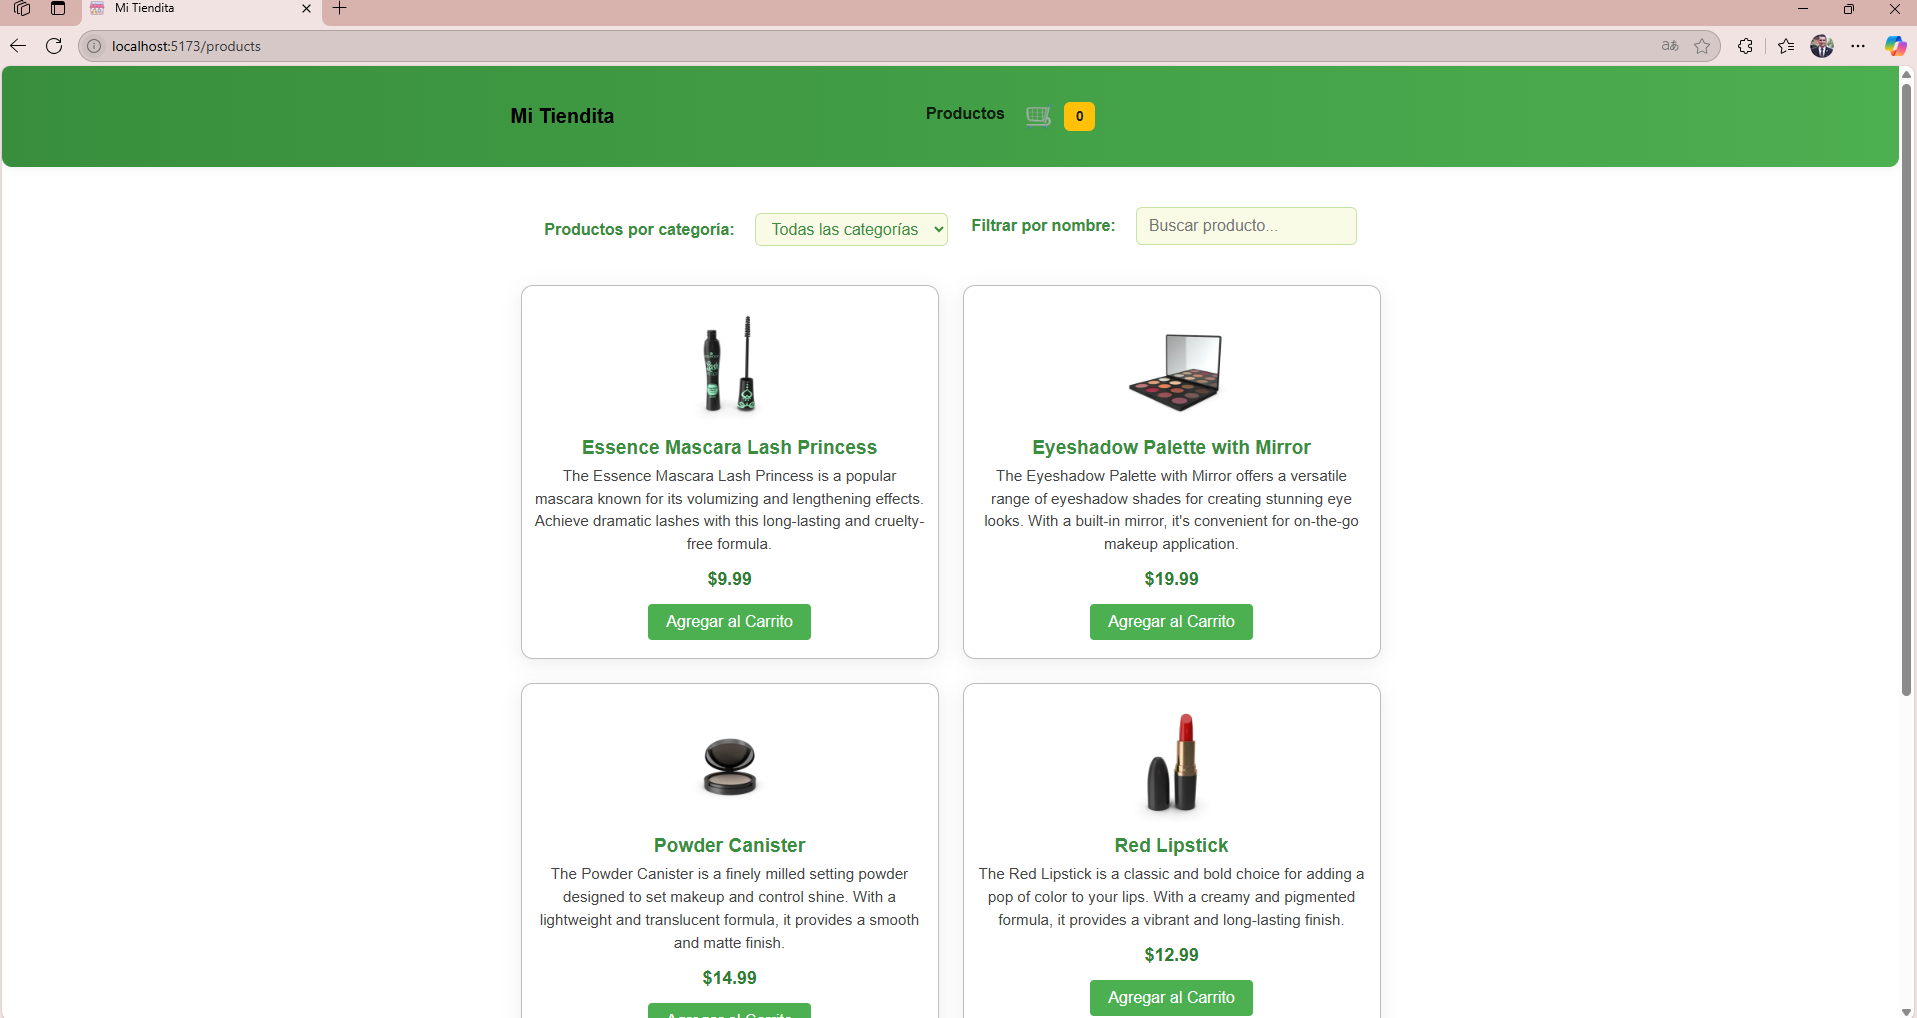 Mi Tiendita
localhost:5173/products
Mi Tiendita
Productos
0
Productos por categoría:
Todas las categorías
Filtrar por nombre:
Buscar producto...
Essence Mascara Lash Princess
The Essence Mascara Lash Princess is a popular
mascara known for its volumizing and lengthening effects.
Achieve dramatic lashes with this long-lasting and cruelty-
free formula.
$9.99
Agregar al Carrito
Eyeshadow Palette with Mirror
The Eyeshadow Palette with Mirror offers a versatile
range of eyeshadow shades for creating stunning eye
looks. With a built-in mirror, it's convenient for on-the-go
makeup application.
$19.99
Agregar al Carrito
Powder Canister
The Powder Canister is a finely milled setting powder
designed to set makeup and control shine. With a
lightweight and translucent formula, it provides a smooth
and matte finish.
$14.99
Agregar al Carrito
Red Lipstick
The Red Lipstick is a classic and bold choice for adding a
pop of color to your lips. With a creamy and pigmented
formula, it provides a vibrant and long-lasting finish.
$12.99
Agregar al Carrito